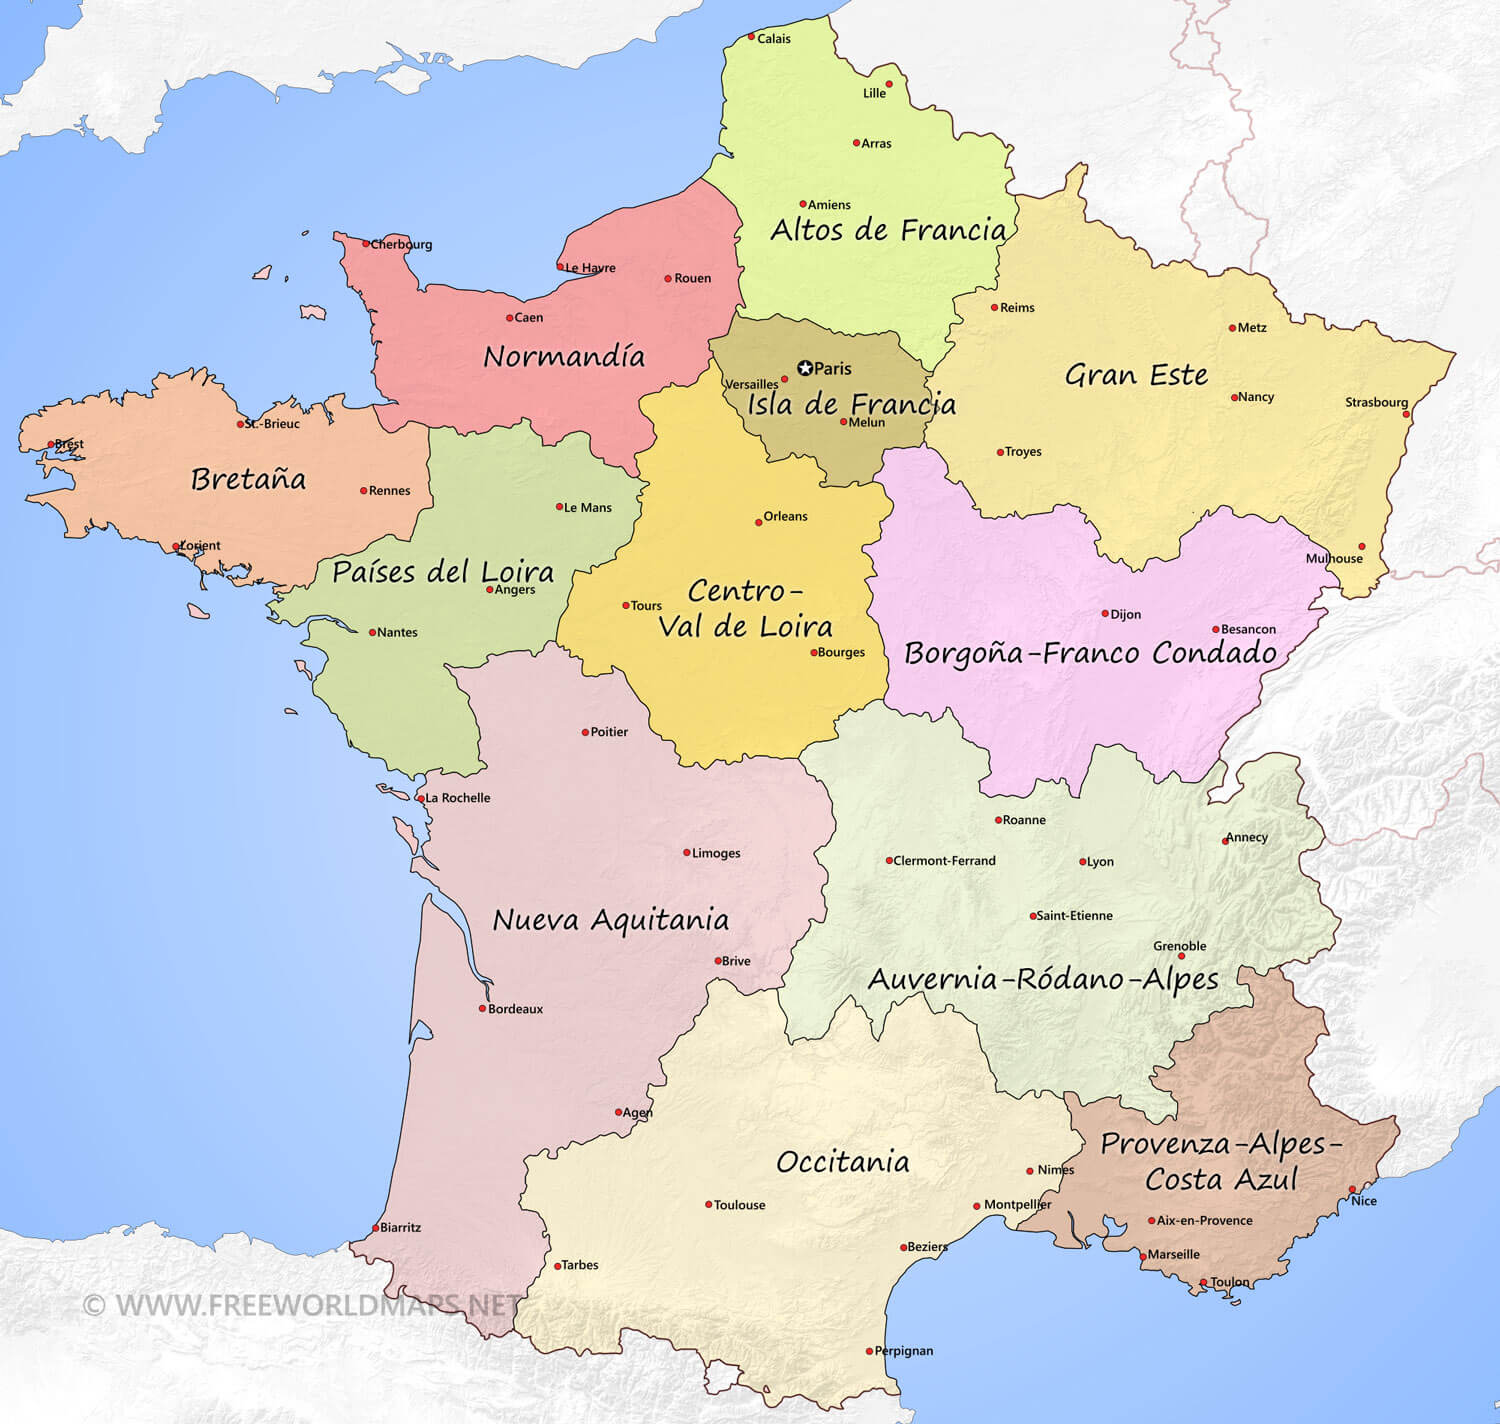 Calais
Lille
Arras
Amiens
Altos de Francia
Cherbourg
Le Havre
Rouen
Caen
Normandía
Reims
Metz
Gran Este
Nancy
Strasbourg
Troyes
Mulhouse
Paris
Versailles
Isla de Francia
Melun
Brest
St.-Brieuc
Bretaña
Rennes
Lorient
Le Mans
Países del Loira
Angers
Nantes
Orleans
Centro-
Val de Loira
Tours
Bourges
Dijon
Besancon
Borgoña-Franco Condado
Poitier
La Rochelle
Limoges
Nueva Aquitania
Brive
Bordeaux
Agen
Biarritz
Roanne
Annecy
Clermont-Ferrand
Lyon
Saint-Etienne
Grenoble
Auvernia-Ródano-Alpes
Occitania
Nimes
Toulouse
Montpellier
Beziers
Tarbes
Perpignan
Provenza-Alpes-
Costa Azul
Nice
Aix-en-Provence
Marseille
Toulon
© WWW.FREEWORLDMAPS.NET